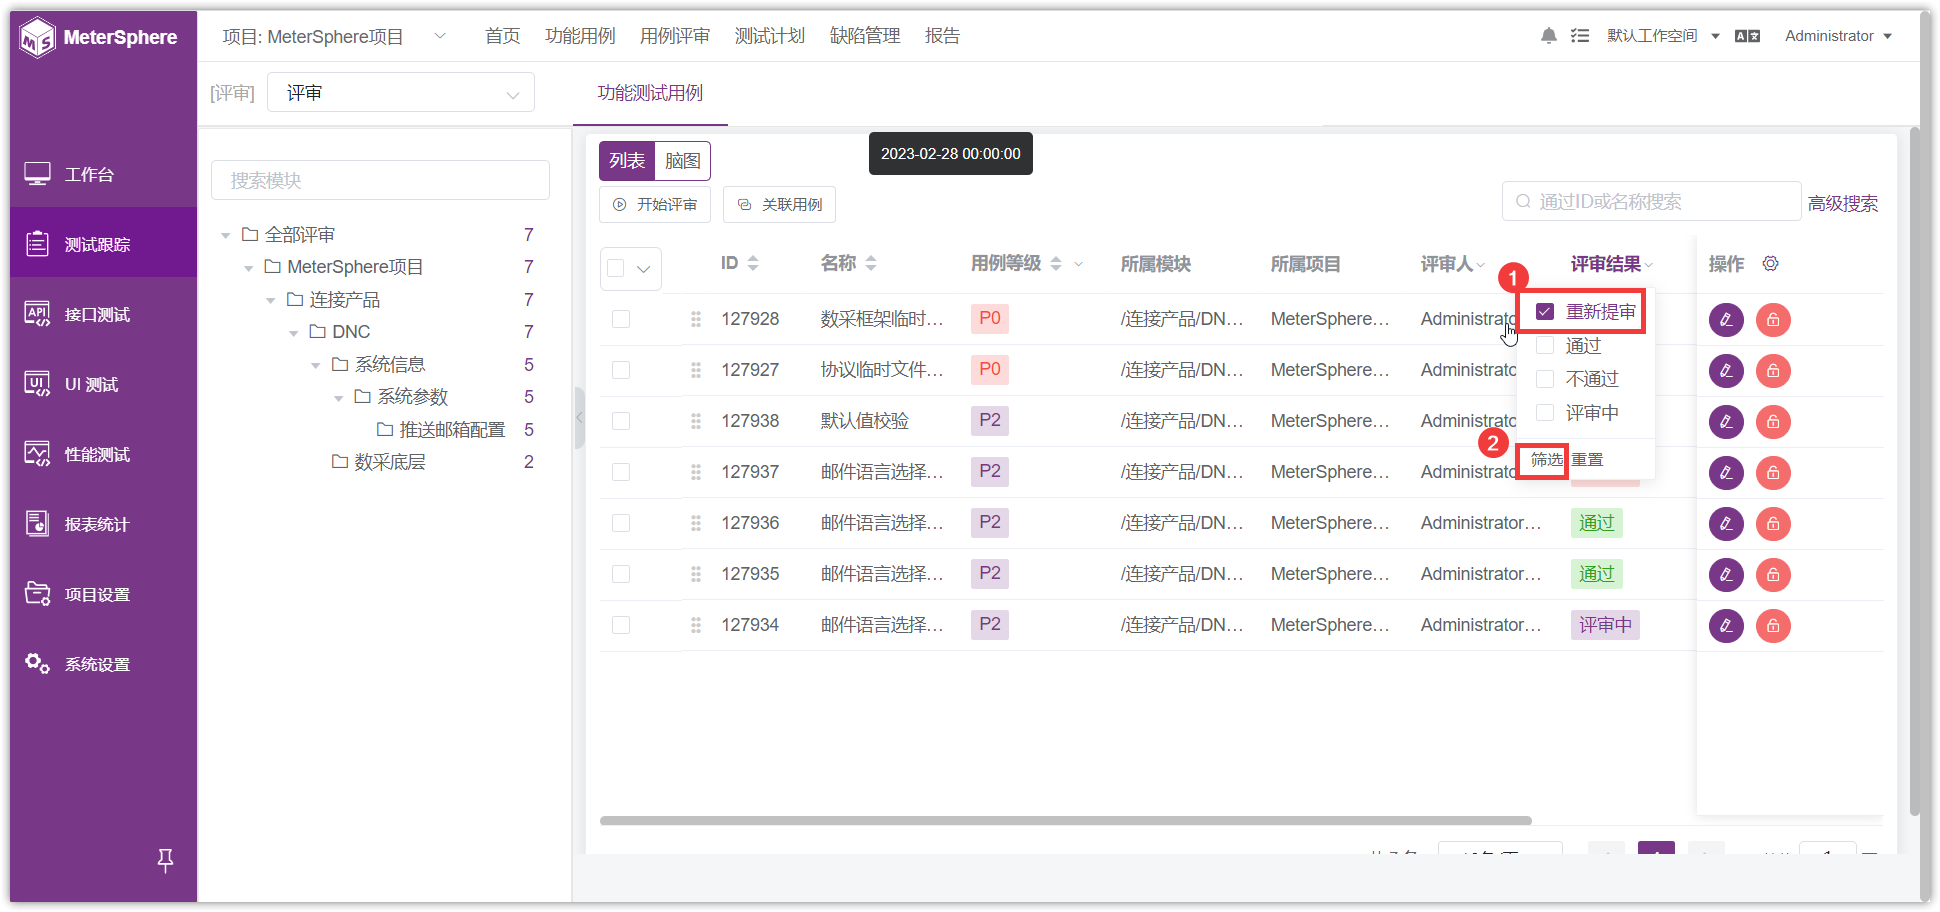 MeterSphere
项目: MeterSphere项目
首页
功能用例
用例评审
测试计划
缺陷管理
报告
默认工作空间
Administrator
[评审]
评审
功能测试用例
工作台
测试跟踪
接口测试
UI 测试
性能测试
报表统计
项目设置
系统设置
搜索模块
全部评审 7
MeterSphere项目 7
连接产品 7
DNC 7
系统信息 5
系统参数 5
推送邮箱配置 5
数采底层 2
列表 脑图
2023-02-28 00:00:00
开始评审
关联用例
通过ID或名称搜索
高级搜索
ID 名称 用例等级 所属模块 所属项目 评审人 评审结果 操作
127928 数采框架临时... P0 /连接产品/DN... MeterSphere... Administrato
127927 协议临时文件... P0 /连接产品/DN... MeterSphere... Administrato
127938 默认值校验 P2 /连接产品/DN... MeterSphere... Administrato
127937 邮件语言选择... P2 /连接产品/DN... MeterSphere... Administrato
127936 邮件语言选择... P2 /连接产品/DN... MeterSphere... Administrator... 通过
127935 邮件语言选择... P2 /连接产品/DN... MeterSphere... Administrator... 通过
127934 邮件语言选择... P2 /连接产品/DN... MeterSphere... Administrator... 评审中
1
重新提审
通过
不通过
评审中
2
筛选 重置